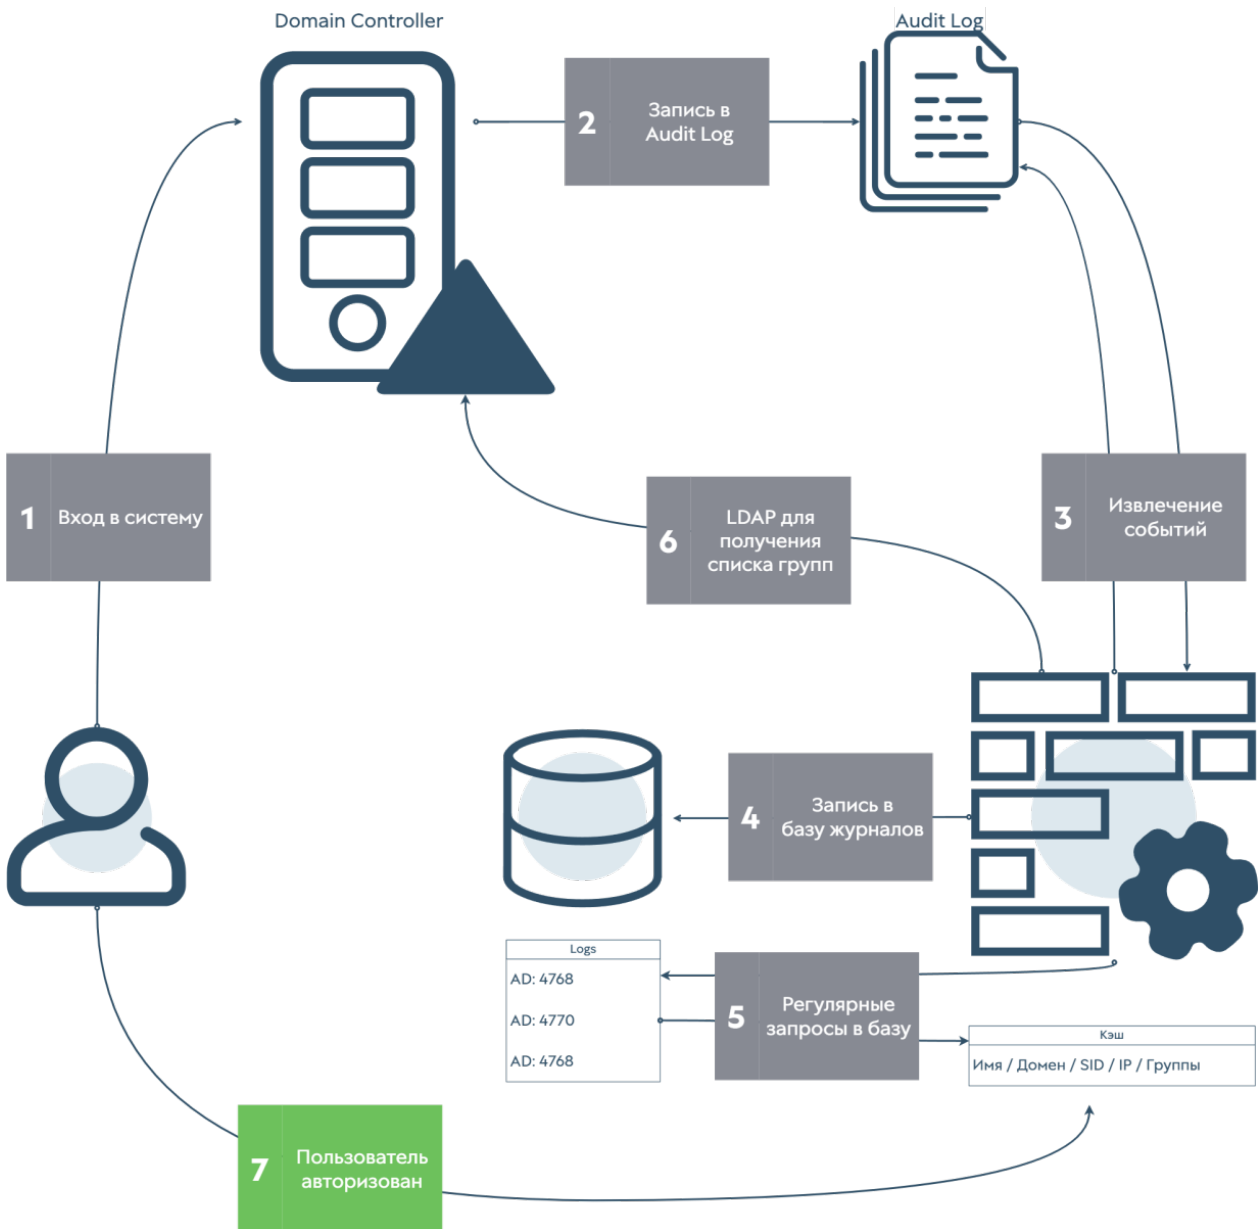 Domain Controller
Audit Log
2
Запись в
Audit Log
1
Вход в систему
6
LDAP для
получения
списка групп
3
Извлечение
событий
4
Запись в
базу журналов
Logs
AD: 4768
AD: 4770
AD: 4768
5
Регулярные
запросы в базу
Кэш
Имя / Домен / SID / IP / Группы
7
Пользователь
авторизован